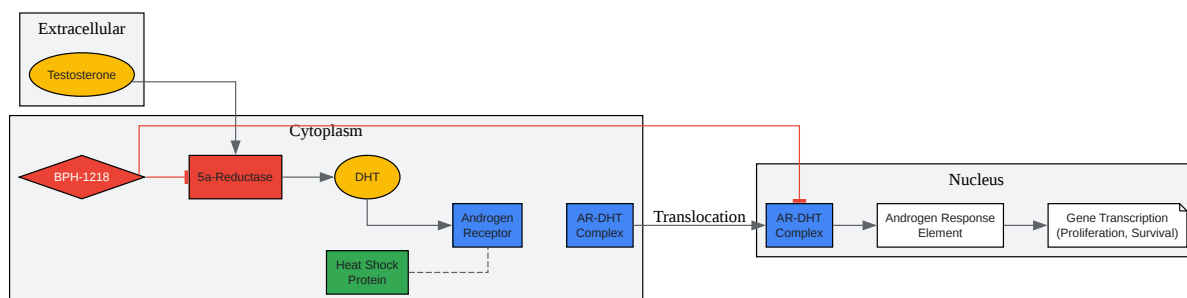 Extracellular
Testosterone
Cytoplasm
BPH-1218
5a-Reductase
DHT
Androgen
Receptor
Heat Shock
Protein
AR-DHT
Complex
Translocation
Nucleus
AR-DHT
Complex
Androgen Response
Element
Gene Transcription
(Proliferation, Survival)